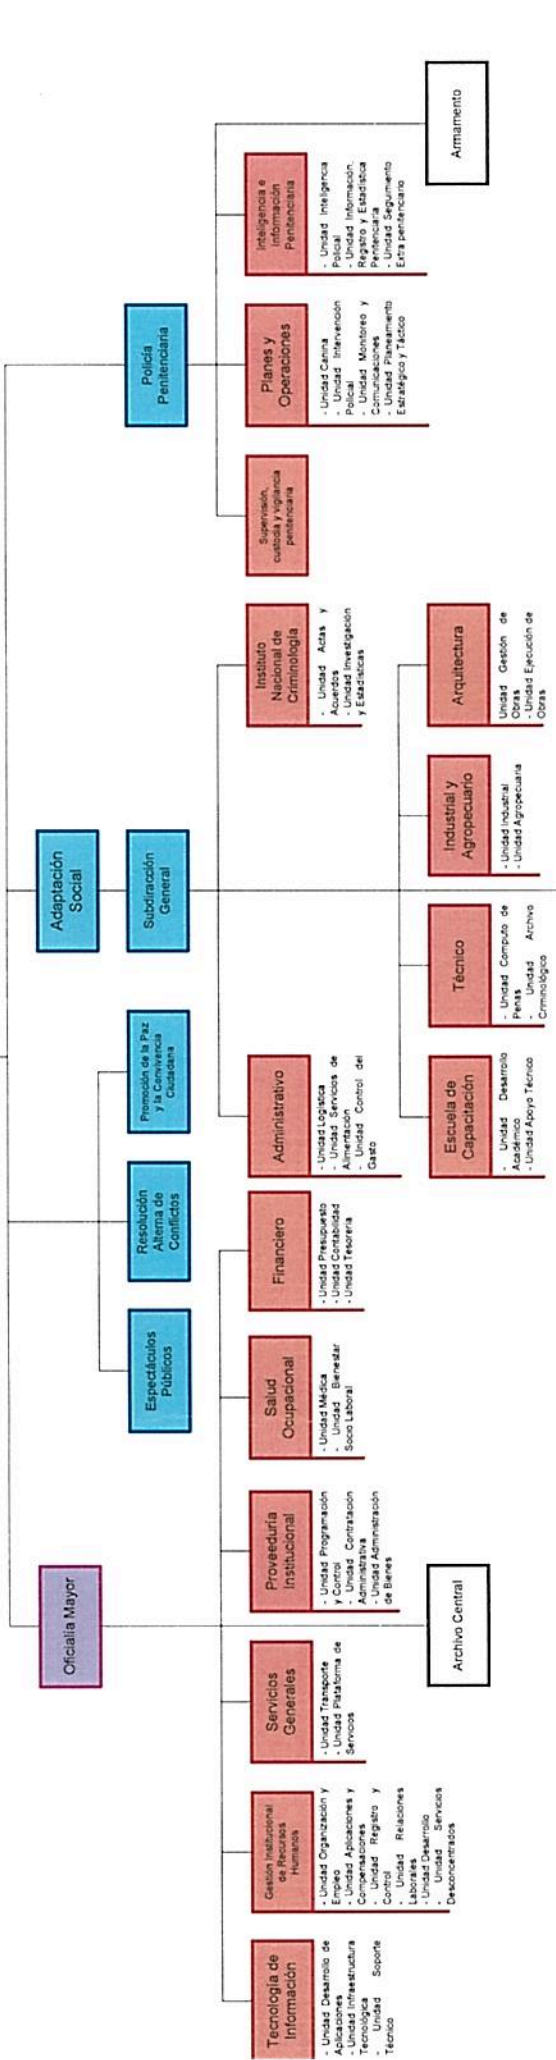 Oficialía Mayor
Adaptación
Social
Espectáculos
Públicos
Resolución
Alterna de
Conflictos
Promoción de la Paz
y la Convivencia
Ciudadana
Subdiracción
General
Policía
Penitenciaria
Tecnología de
Información
- Unidad Desarrollo de
Aplicaciones
- Unidad Infraestructura
Tecnológica
- Unidad Soporte
Técnico
Gestión Institucional
de Recursos
Humanos
- Unidad Organización y
Empleo
- Unidad Aplicaciones y
Compensaciones
- Unidad Registro y
Control
- Unidad Relaciones
Laborales
- Unidad Desarrollo
- Unidad Servicios
Desconcentrados
Servicios
Generales
- Unidad Transporte
- Unidad Plataforma de
Servicios
Proveeduría
Institucional
- Unidad Programación
y Control
- Unidad Contratación
Administrativa
- Unidad Administración
de Bienes
Salud
Ocupacional
- Unidad Médica
- Unidad Bienestar
Socio Laboral
Financiero
- Unidad Presupuesto
- Unidad Contabilidad
- Unidad Tesorería
Administrativo
- Unidad Logística
- Unidad Servicios de
Alimentación
- Unidad Control del
Gasto
Instituto
Nacional de
Criminología
- Unidad Actas y
Acuerdos
- Unidad Investigación
y Estadísticas
Supervisión,
custodia y vigilancia
penitenciaria
Planes y
Operaciones
- Unidad Canina
- Unidad Intervención
Policial
- Unidad Monitoreo y
Comunicaciones
- Unidad Planeamiento
Estratégico y Táctico
Inteligencia e
Información
Penitenciaria
- Unidad Inteligencia
Policial
- Unidad Información,
Registro y Estadística
Penitenciaria
- Unidad Seguimiento
Extra penitenciario
Archivo Central
Escuela de
Capacitación
- Unidad Desarrollo
Académico
- Unidad Apoyo Técnico
Técnico
- Unidad Computo de
Penas
- Unidad Archivo
Criminológico
Industrial y
Agropecuario
- Unidad Industrial
- Unidad Agropecuaria
Arquitectura
Unidad Gestión de
Obras
- Unidad Ejecución de
Obras
Armamento